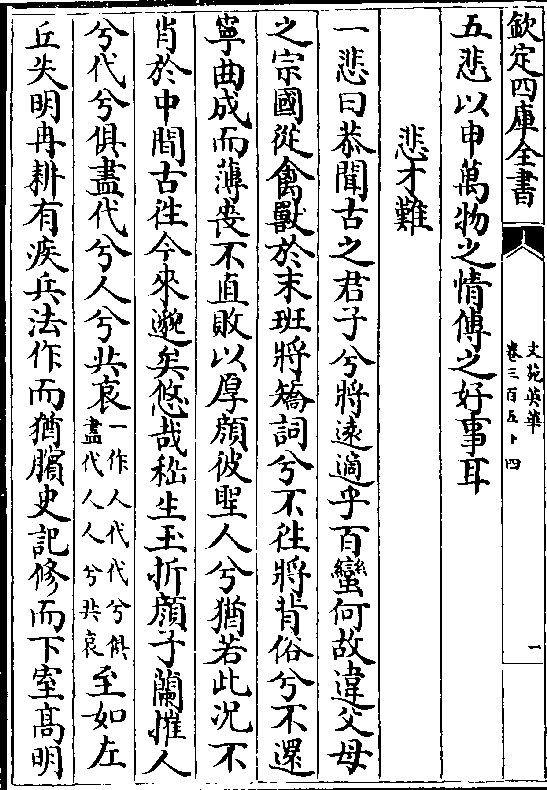 欽定四庫全書
文苑英華
卷三百五十四
一
五悲以申萬物之情傳之好事耳
悲才難
一悲曰恭聞古之君子兮將遠適乎百蠻何故違父母
之宗國從禽獸於末班將矯詞兮不往將背俗兮不還
寧曲成而薄喪不直敗以厚顔彼聖人兮猶若此况不
肖於中間古往今來邈矣悠哉嵇生玉折顔子蘭摧人
兮代兮俱盡代兮人兮共哀一作人代代兮俱
盡代人人兮共哀至如左
丘失明冉耕有疾兵法作而猶臏史記修而下室高明